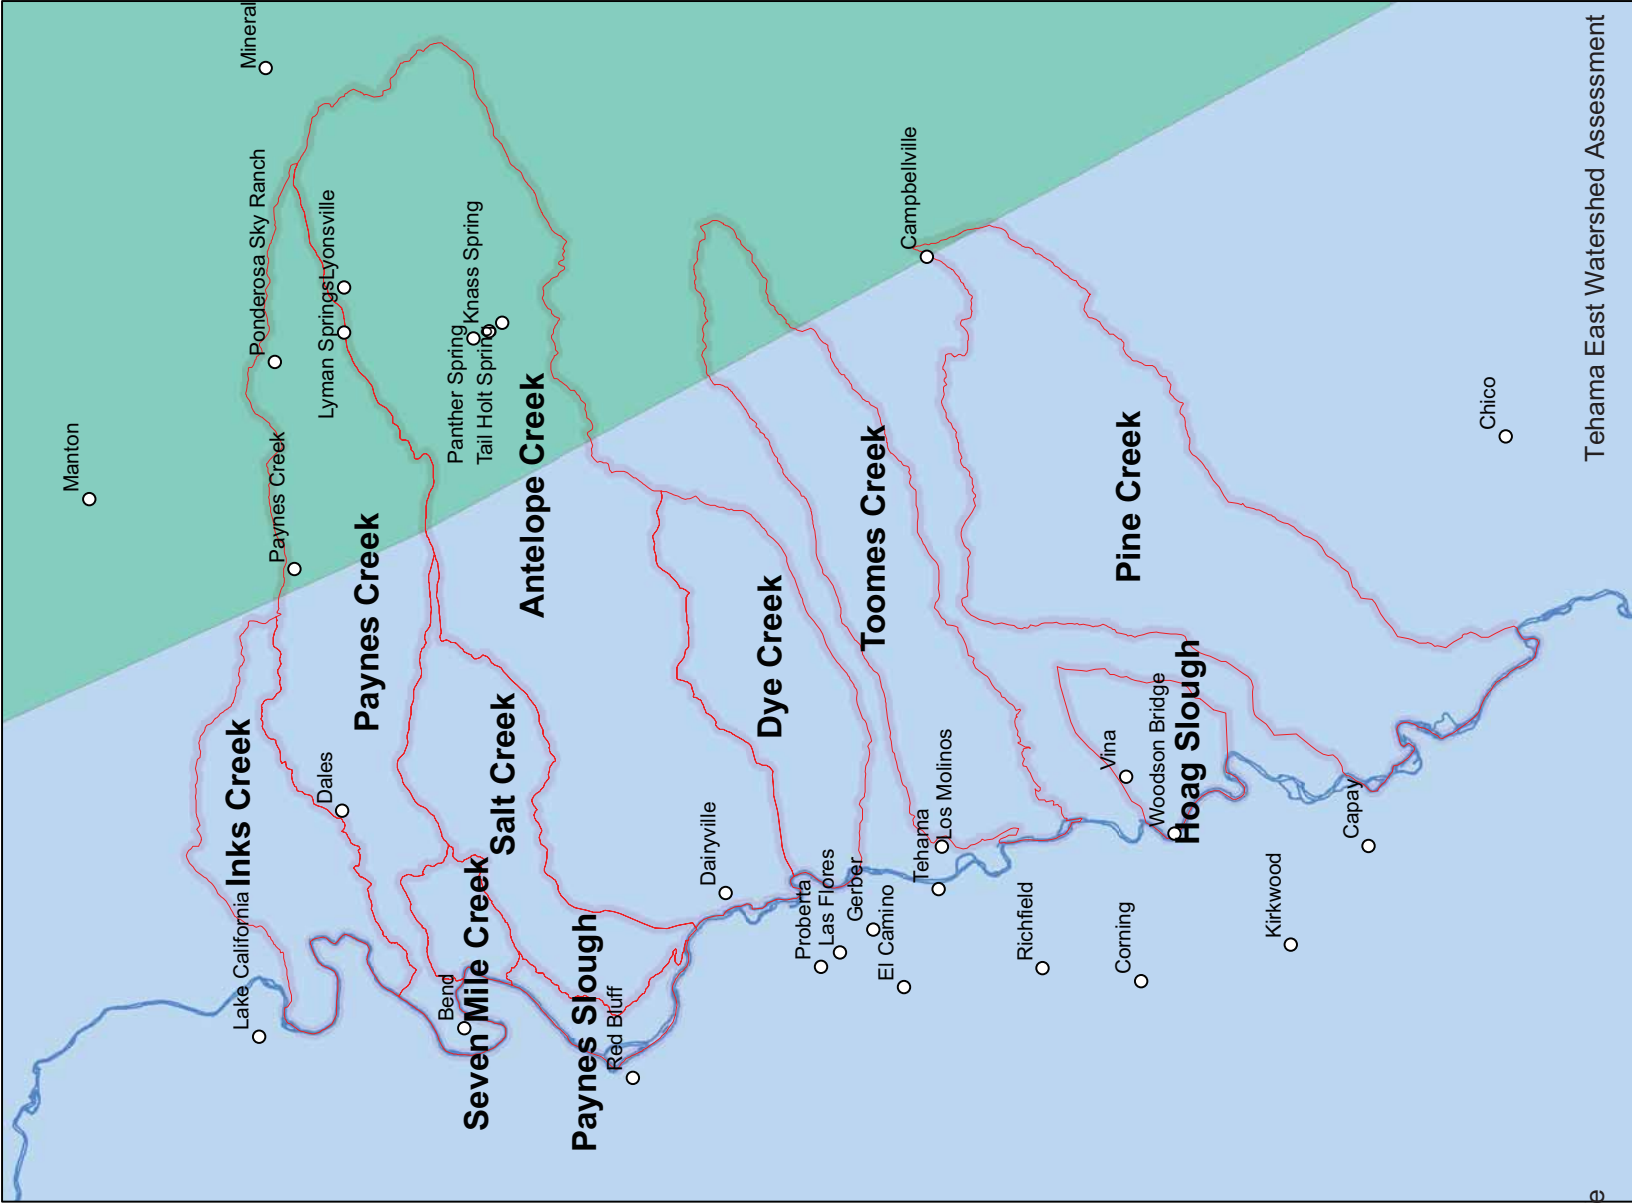 Mineral
Manton
Ponderosa Sky Ranch
Paynes Creek
Lyonsville
Lyman Springs
Knass Spring
Panther Spring
Tail Holt Spring
Antelope Creek
Paynes Creek
Campbellville
Toomes Creek
Pine Creek
Chico
Dye Creek
Inks Creek
Dales
Salt Creek
Lake California
Bend
Seven Mile Creek
Paynes Slough
Red Bluff
Dairyville
Proberta
Las Flores
Gerber
El Camino
Tehama
Los Molinos
Vina
Woodson Bridge
Hoag Slough
Richfield
Corning
Kirkwood
Capay
Tehama East Watershed Assessment
e